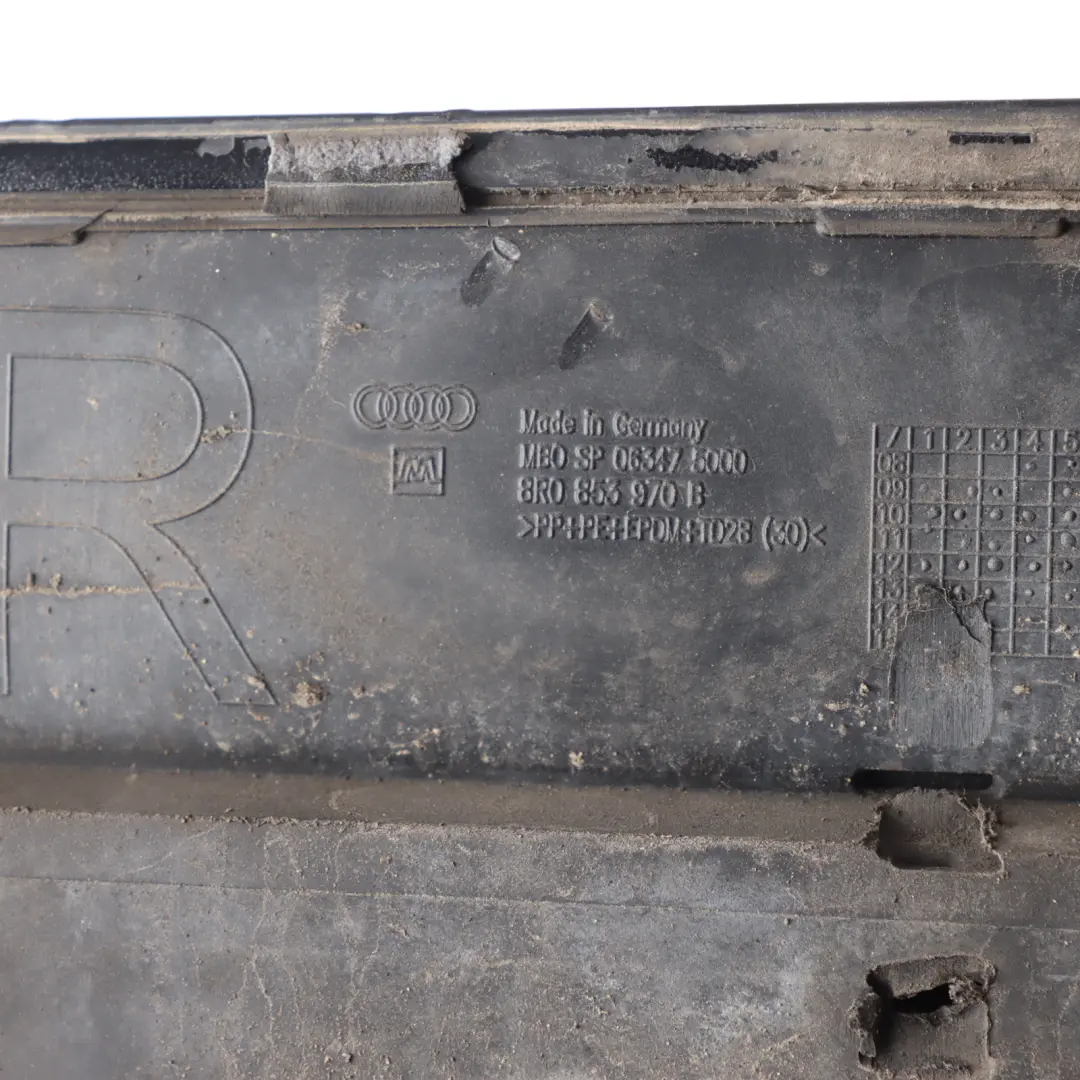 R
Made in Germany
MBO SP 06347 5000
8R0 853 970 B
>PP+PE+EPDM+TD28 (30)<
/ 1 2 3 4 5
08
09
10
11
12
13
14